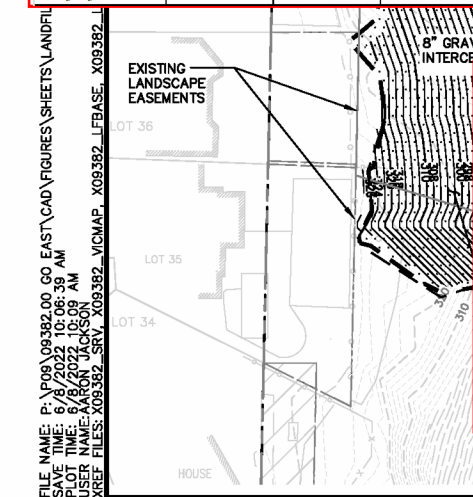 FILE NAME: P:\P09\09382.00 GO EAST\CAD\FIGURES\SHEETS\LANDFIL
SAVE TIME: 6/8/2022 10:06:39 AM
PLOT TIME: 6/8/2022 10:09 AM
USER NAME: AARON JACKSON
XREF FILES: X09382_SRV, X09382_VICMAP, X09382_LFBASE, X09382_L
8" GRAV
INTERCE
EXISTING
LANDSCAPE
EASEMENTS
LOT 36
LOT 35
LOT 34
310
HOUSE